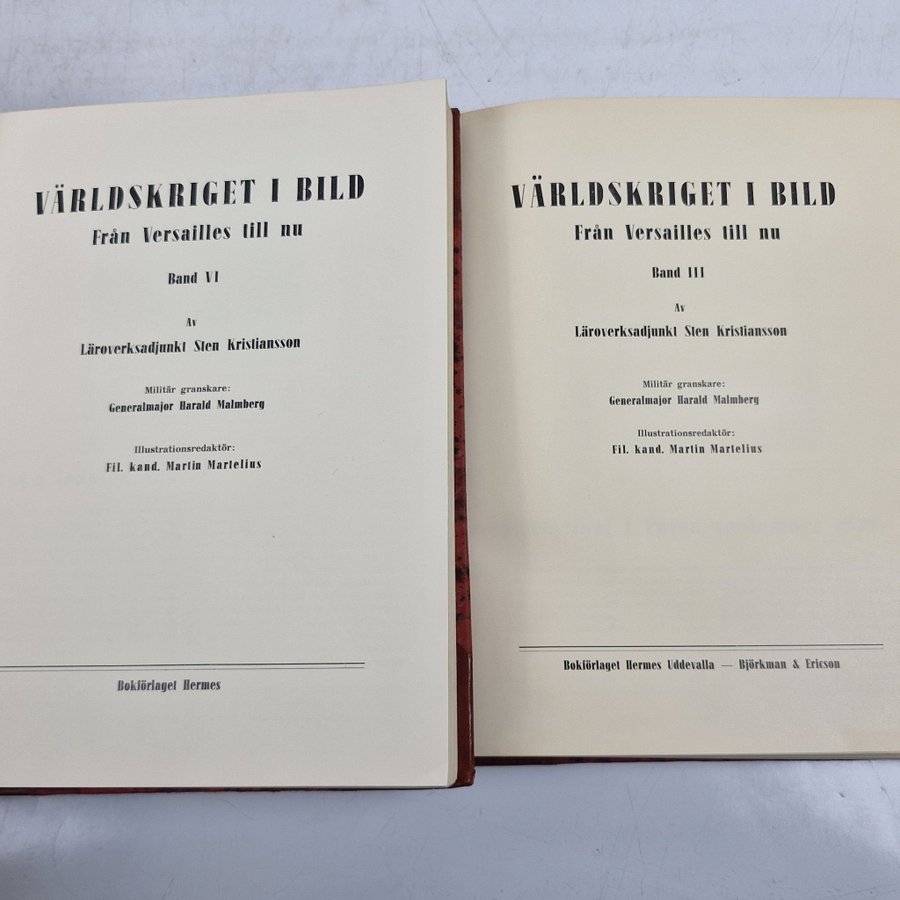 VÄRLDSKRIGET I BILD
Från Versailles till nu
Band VI
Av
Läroverksadjunkt Sten Kristiansson
Militär granskare:
Generalmajor Harald Malmberg
Illustrationsredaktör:
Fil. kand. Martin Martelius
Bokförlaget Hermes
VÄRLDSKRIGET I BILD
Från Versailles till nu
Band III
Av
Läroverksadjunkt Sten Kristiansson
Militär granskare:
Generalmajor Harald Malmberg
Illustrationsredaktör:
Fil. kand. Martin Martelius
Bokförlaget Hermes Uddevalla — Björkman & Ericson